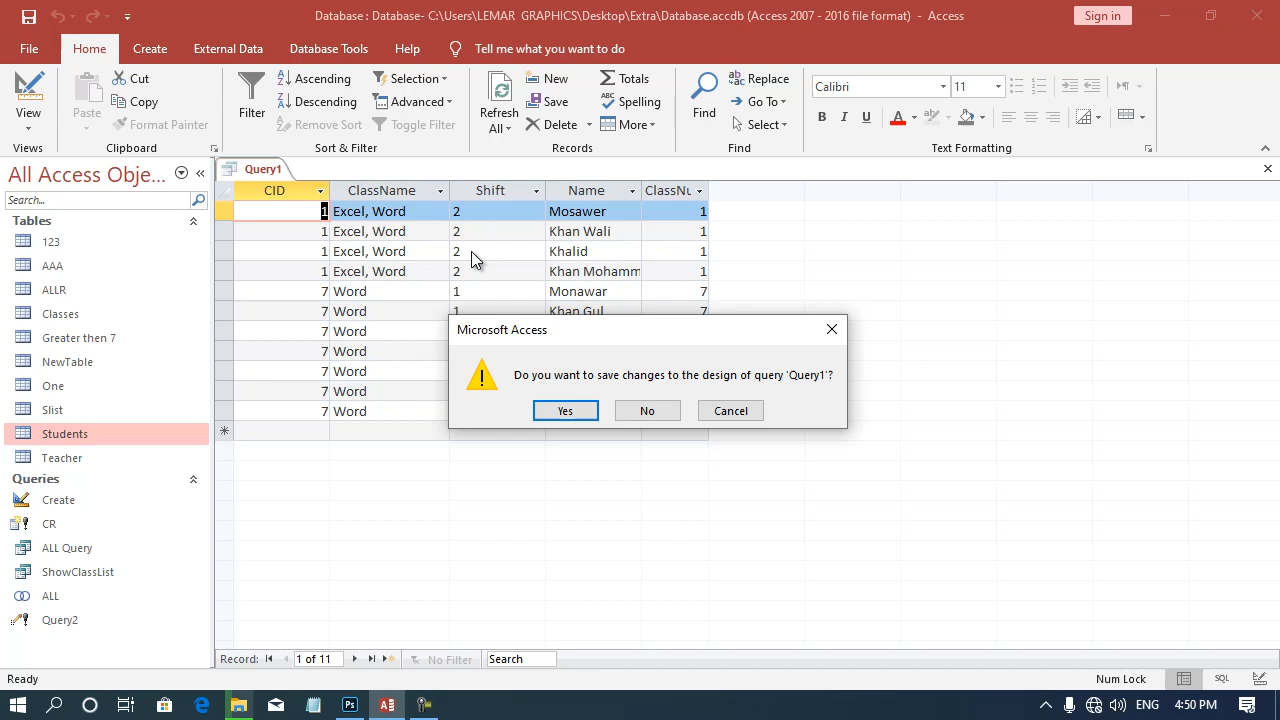 Database : Database- C:\Users\LEMAR GRAPHICS\Desktop\Extra\Database.accdb (Access 2007 - 2016 file format) - Access
Sign in
File
Home
Create
External Data
Database Tools
Help
Tell me what you want to do
View
Views
Paste
Cut
Copy
Format Painter
Clipboard
Filter
Ascending
Descending
Remove Sort
Selection
Advanced
Toggle Filter
Sort & Filter
Refresh All
New
Save
Delete
Totals
Spelling
More
Records
Find
Replace
Go To
Select
Find
Calibri
11
B I U
A
Text Formatting
All Access Obje...
Search...
Tables
123
AAA
ALLR
Classes
Greater then 7
NewTable
One
Slist
Students
Teacher
Queries
Create
CR
ALL Query
ShowClassList
ALL
Query2
Query1
CID ClassName Shift Name ClassNu
1 Excel, Word 2 Mosawer 1
1 Excel, Word 2 Khan Wali 1
1 Excel, Word 2 Khalid 1
1 Excel, Word 2 Khan Mohamm 1
7 Word 1 Monawar 7
7 Word 1 Khan Gul 7
7 Word
7 Word
7 Word
7 Word
7 Word
Microsoft Access
Do you want to save changes to the design of query 'Query1'?
Yes
No
Cancel
Record: 1 of 11 No Filter Search
Ready
Num Lock
SQL
ENG
4:50 PM